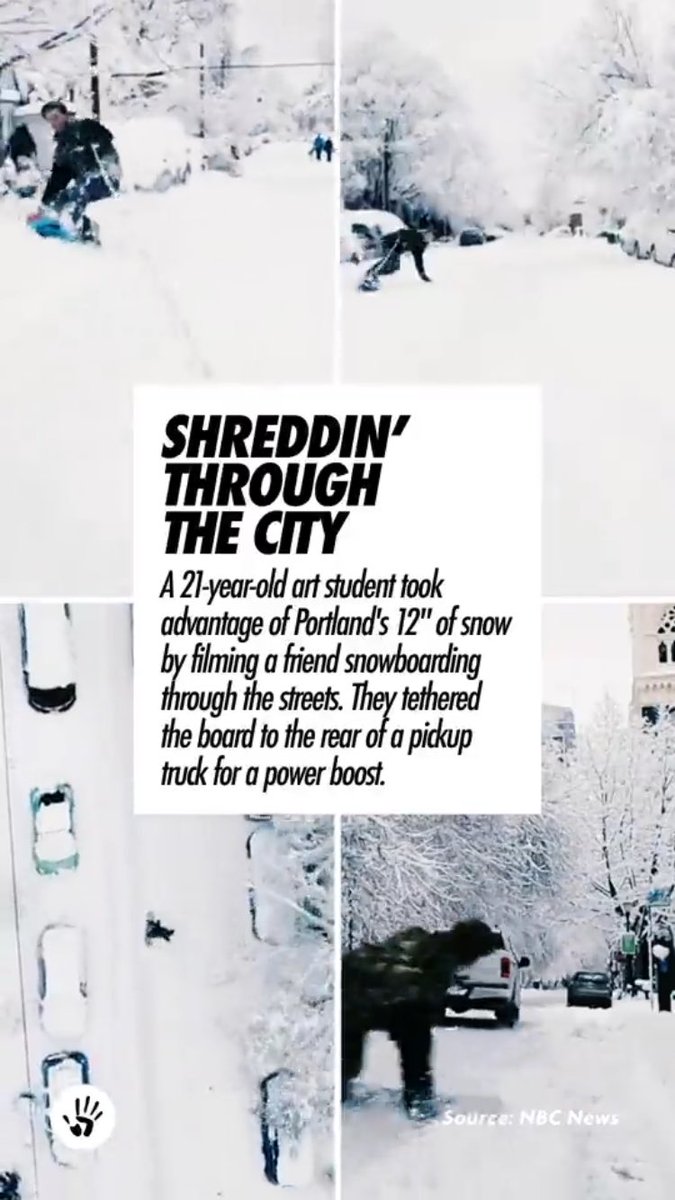 SHREDDIN’
THROUGH
THE CITY
A 21-year-old art student took
advantage of Portland's 12" of snow
by filming a friend snowboarding
through the streets. They tethered
the board to the rear of a pickup
truck for a power boost.
Source: NBC News